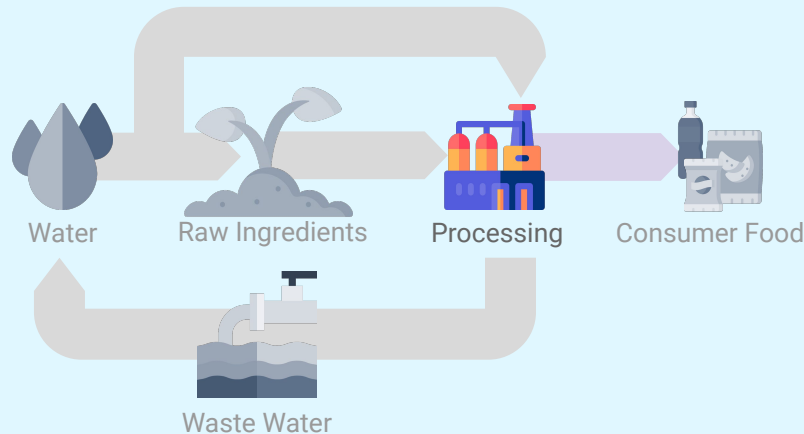 Water
Raw Ingredients
Processing
Consumer Food
Waste Water